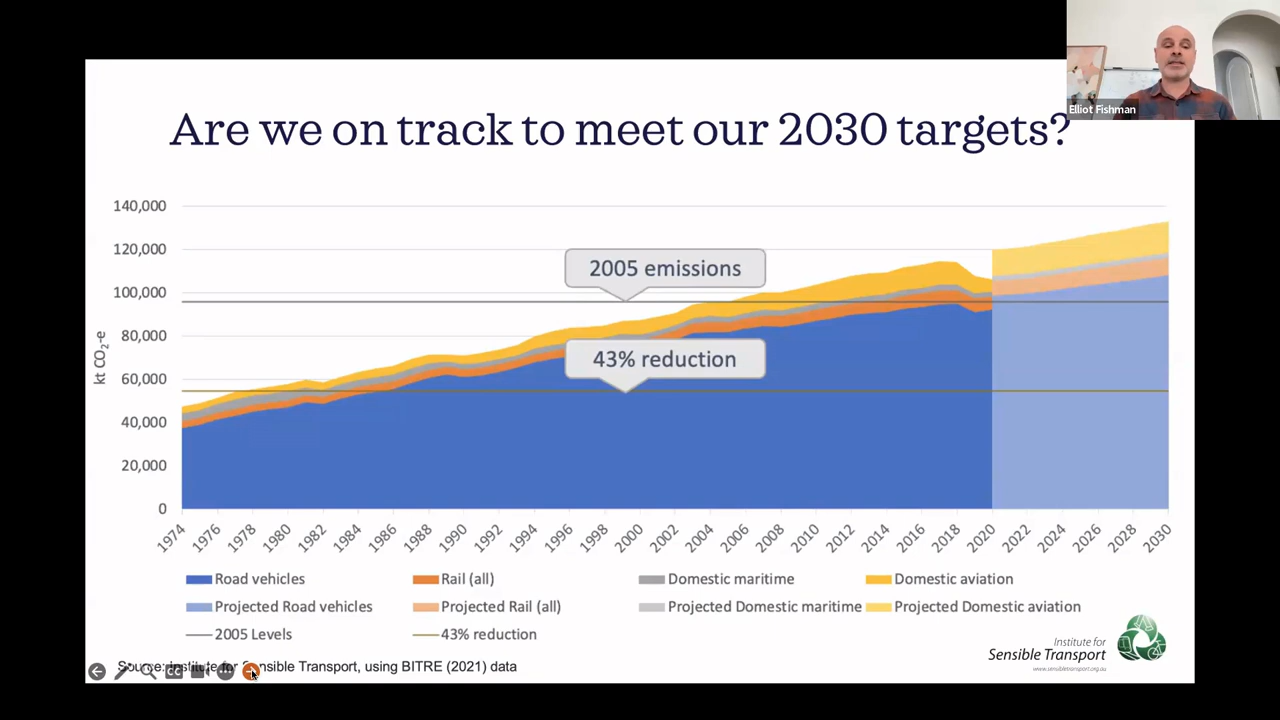 Elliot Fishman
Are we on track to meet our 2030 targets?
140,000
120,000
100,000
80,000
60,000
40,000
20,000
0
kt CO2-e
2005 emissions
43% reduction
1974 1976 1978 1980 1982 1984 1986 1988 1990 1992 1994 1996 1998 2000 2002 2004 2006 2008 2010 2012 2014 2016 2018 2020 2022 2024 2026 2028 2030
Road vehicles Rail (all) Domestic maritime Domestic aviation
Projected Road vehicles Projected Rail (all) Projected Domestic maritime Projected Domestic aviation
2005 Levels 43% reduction
Institute for
Sensible Transport
www.sensibletransport.org.au
Source: Institute for Sensible Transport, using BITRE (2021) data
CC